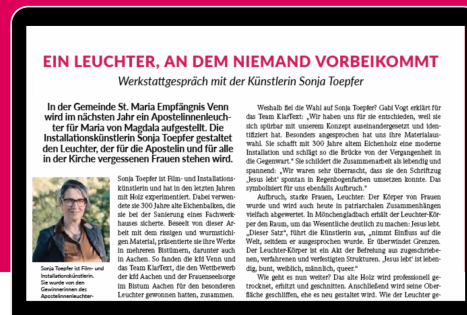 EIN LEUCHTER, AN DEM NIEMAND VORBEIKOMMT
Werkstattgespräch mit der Künstlerin Sonja Toepfer
In der Gemeinde St. Maria Empfängnis Venn
wird im nächsten Jahr ein Apostelinnenleuch-
ter für Maria von Magdala aufgestellt. Die
Installationskünstlerin Sonja Toepfer gestaltet
den Leuchter, der für die Apostelin und für alle
in der Kirche vergessenen Frauen stehen wird.
Sonja Toepfer ist Film- und Installations-
künstlerin und hat in den letzten Jahren
mit Holz experimentiert. Dabei verwen-
dete sie 300 Jahre alte Eichenbalken, die
sie bei der Sanierung eines Fachwerk-
hauses sicherte. Beseelt von dieser Ar-
beit mit dem rissigen und wurmstichi-
gen Material, präsentierte sie ihre Werke
in mehreren Bistümern, darunter auch
in Aachen. So fanden die kfd Venn und
das Team KlarText, die den Wettbewerb
der kfd Aachen und der Frauenseelsorge
im Bistum Aachen für den besonderen
Leuchter gewonnen hatten, zusammen.
Sonja Toepfer ist Film- und
Installationskünstlerin.
Sie wurde von den
Gewinnerinnen des
Apostelinnenleuchter-
Weshalb fiel die Wahl auf Sonja Toepfer? Gabi Vogt erklärt für
das Team KlarText: „Wir haben uns für sie entschieden, weil sie
sich spürbar mit unserem Konzept auseinandergesetzt und iden-
tifiziert hat. Besonders angesprochen hat uns ihre Materialaus-
wahl. Sie schafft mit 300 Jahre altem Eichenholz eine moderne
Installation und schlägt so die Brücke von der Vergangenheit in
die Gegenwart.“ Sie schildert die Zusammenarbeit als lebendig und
spannend: „Wir waren sehr überrascht, dass sie den Schriftzug
‚Jesus lebt‘ spontan in Regenbogenfarben umsetzen konnte. Das
symbolisiert für uns ebenfalls Aufbruch.“
Aufbruch, starke Frauen, Leuchter: Der Körper von Frauen
wurde und wird auch heute in patriarchalen Zusammenhängen
vielfach abgewertet. In Mönchengladbach erhält der Leuchter-Kör-
per den Raum, um das Wesentliche deutlich zu machen: Jesus lebt.
„Dieser Satz“, führt die Künstlerin aus, „nimmt Einfluss auf die
Welt, seitdem er ausgesprochen wurde. Er überwindet Grenzen.
Der Leuchter-Körper ist ein Akt der Befreiung aus zugeschriebe-
nen, verfahrenen und verfestigten Strukturen. ‚Jesus lebt‘ ist leben-
dig, bunt, weiblich, männlich, queer.“
Wie geht es nun weiter? Das alte Holz wird professionell ge-
trocknet, erhitzt und geschnitten. Anschließend wird seine Ober-
fläche geschliffen, ehe es neu gestaltet wird. Wie der Leuchter ge-